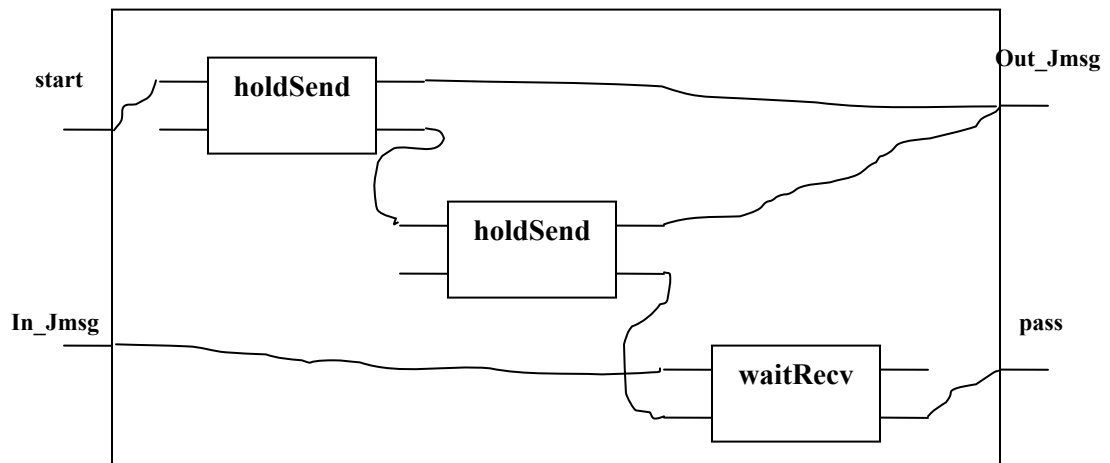 Out_Jmsg
start
holdSend
holdSend
In_Jmsg
pass
waitRecv